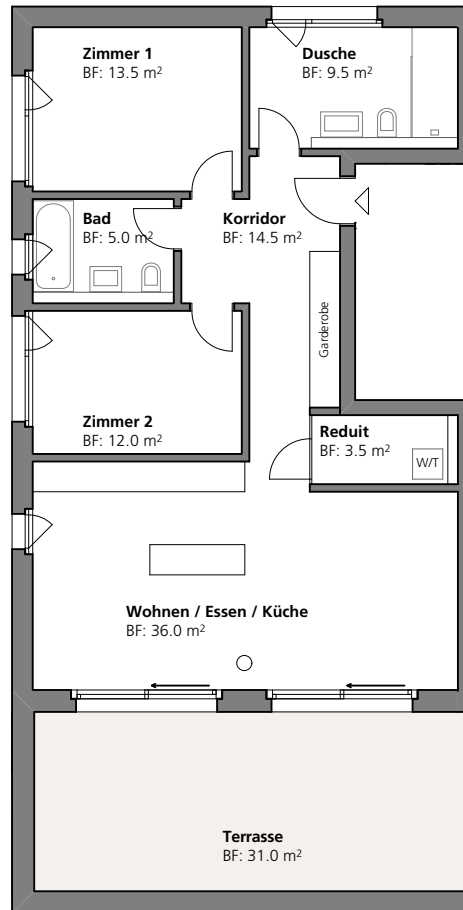 Zimmer 1
BF: 13.5 m²
Dusche
BF: 9.5 m²
Bad
BF: 5.0 m²
Korridor
BF: 14.5 m²
Garderobe
Zimmer 2
BF: 12.0 m²
Reduit
BF: 3.5 m²
W/T
Wohnen / Essen / Küche
BF: 36.0 m²
Terrasse
BF: 31.0 m²